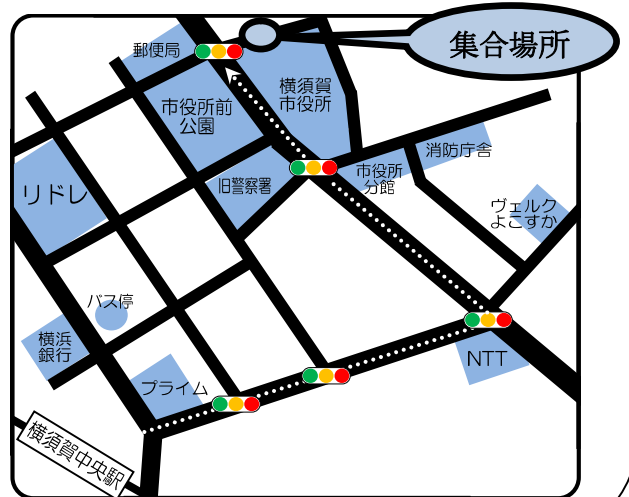 集合場所
郵便局
横須賀
市役所
市役所前
公園
消防庁舎
市役所
分館
旧警察署
リドレ
ヴェルク
よこすか
バス停
横浜
銀行
NTT
プライム
横須賀中央駅